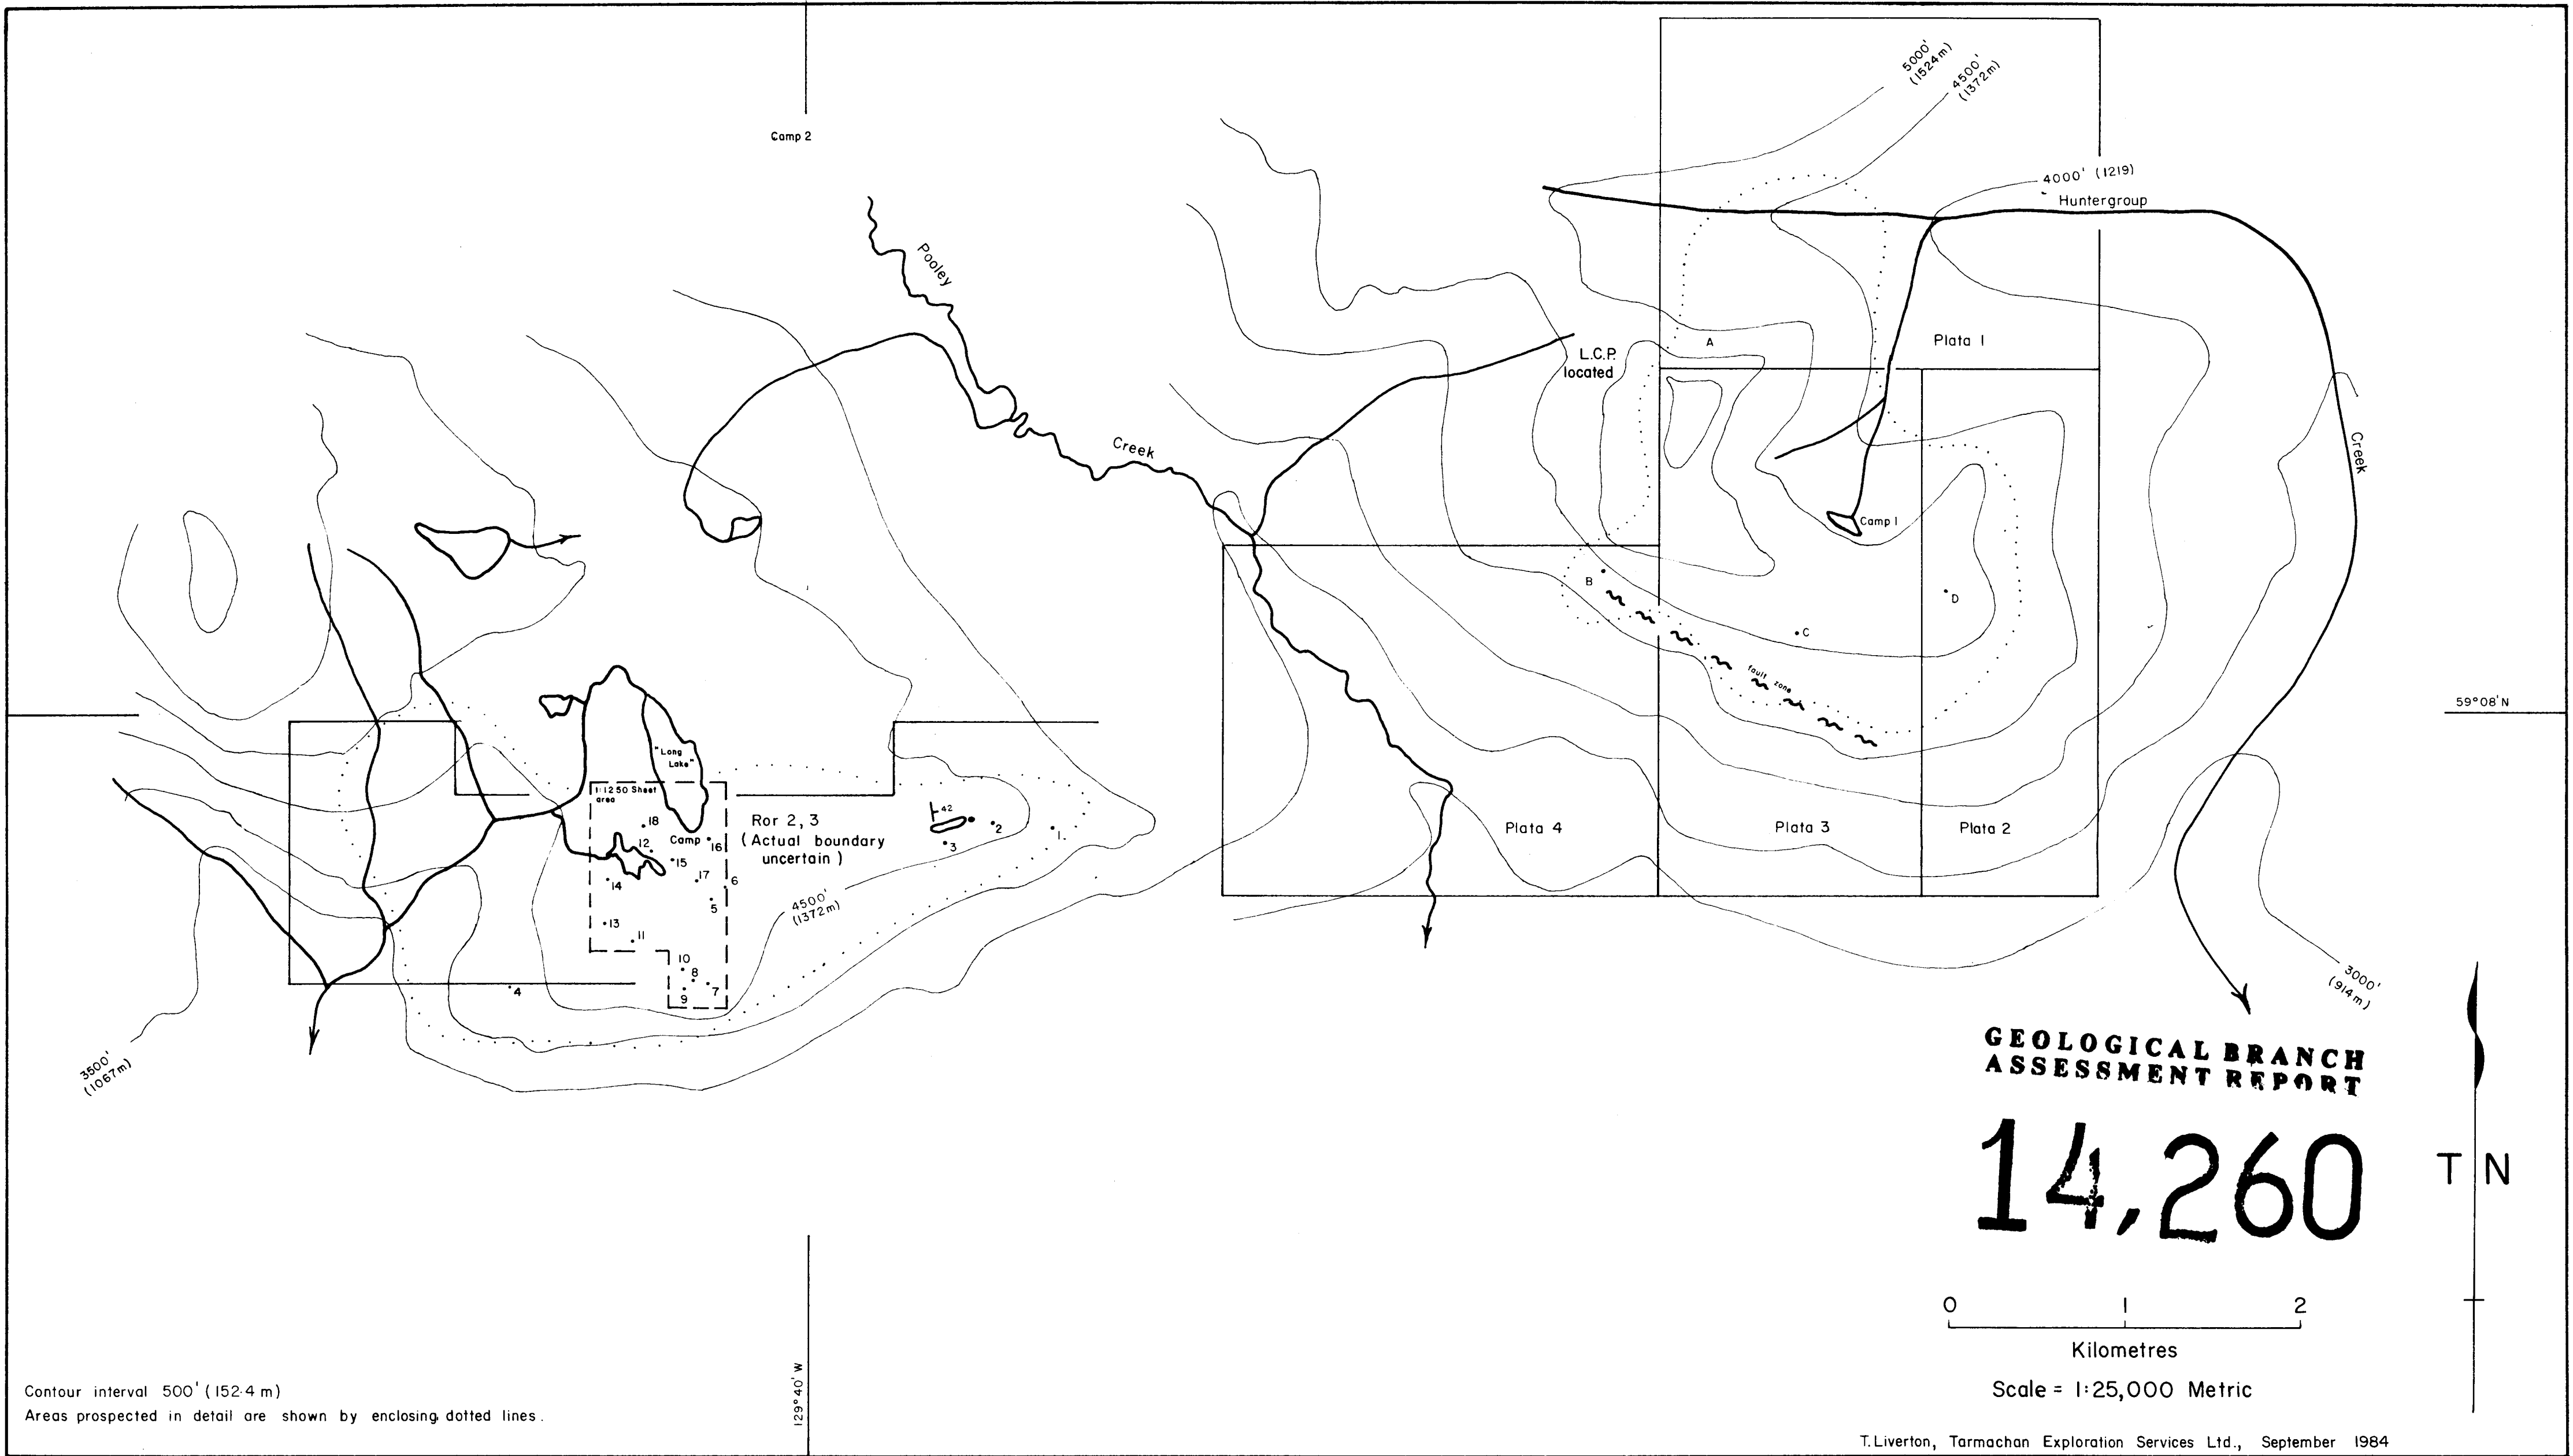 5000'
(1524m)
4500'
(1372m)
Camp 2
4000' (1219)
Huntergroup
Pooley
Creek
L.C.P.
located
A
Plata 1
Creek
Camp 1
B
C
D
fault zone
59°08'N
"Long
Lake"
1:1250 Sheet
area
18
12
Camp
16
15
14
17
6
5
13
11
10
8
9
7
4
Ror 2, 3
(Actual boundary
uncertain)
42
2
3
1
4500'
(1372m)
Plata 4
Plata 3
Plata 2
3000'
(914m)
3500'
(1067m)
GEOLOGICAL BRANCH
ASSESSMENT REPORT
14,260
T N
0 1 2
Kilometres
Scale = 1:25,000 Metric
129°40' W
Contour interval 500' (152·4 m)
Areas prospected in detail are shown by enclosing dotted lines.
T. Liverton, Tarmachan Exploration Services Ltd., September 1984